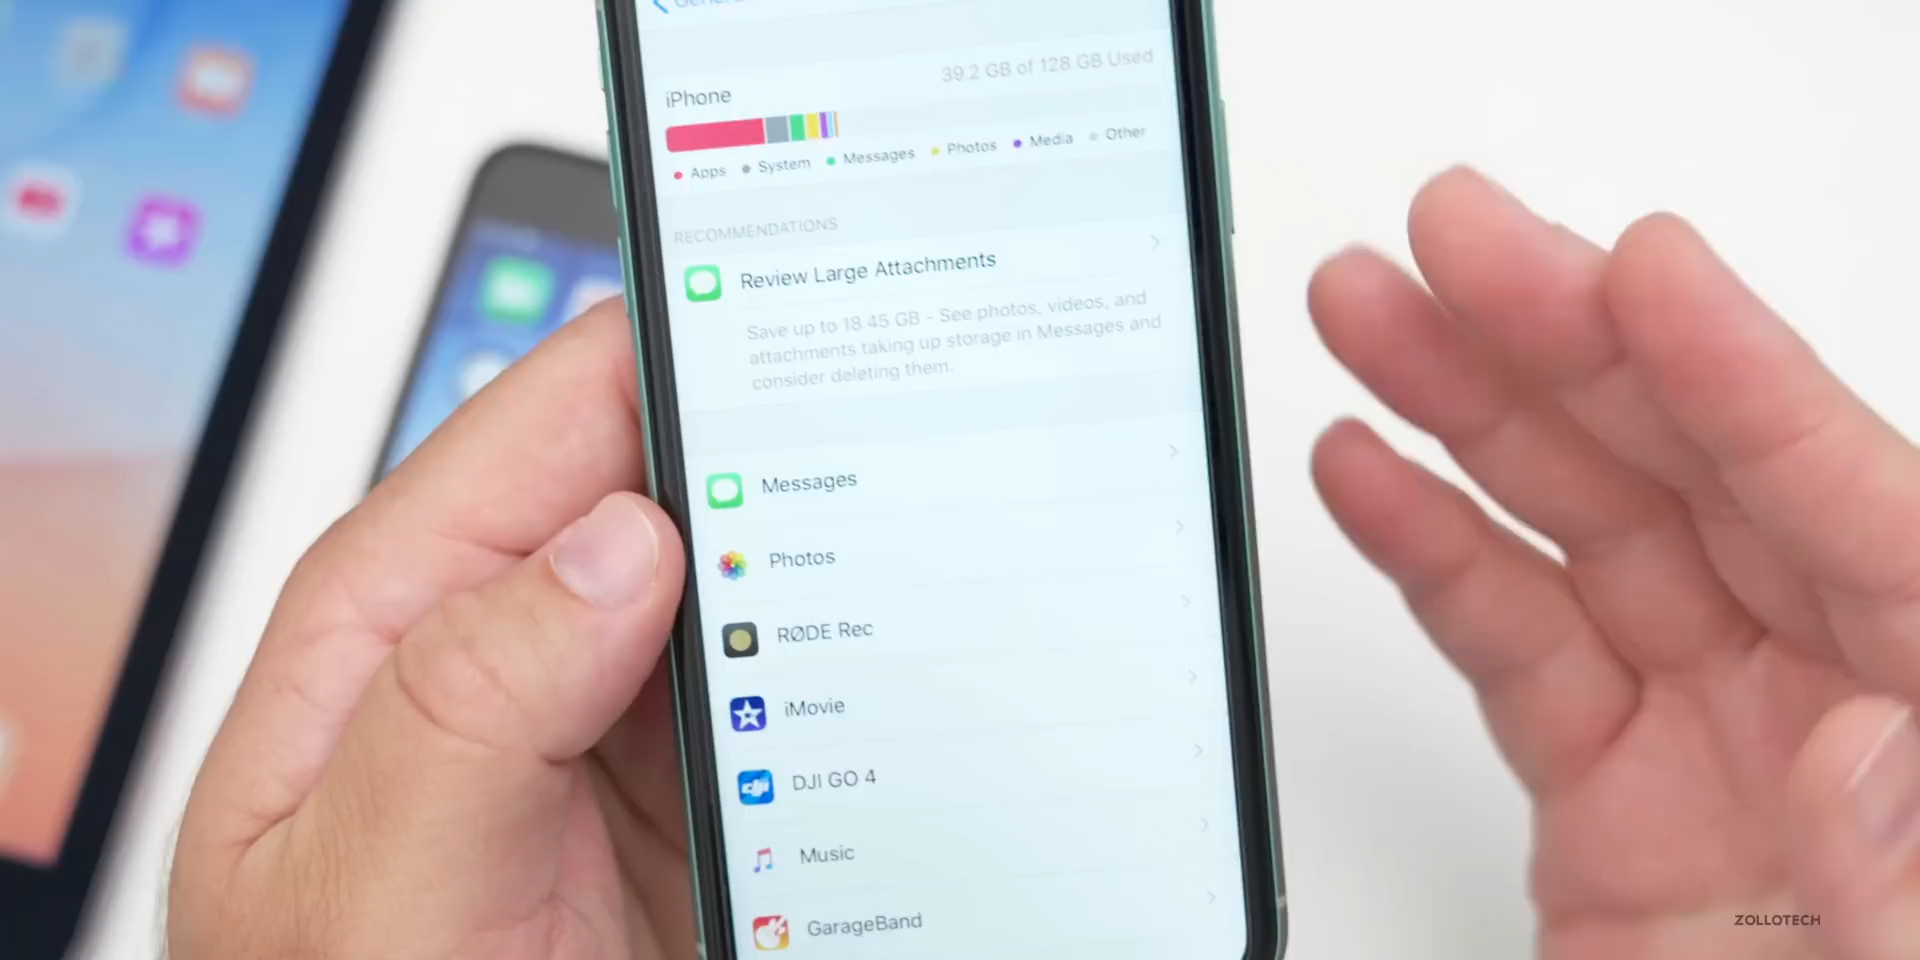 39.2 GB of 128 GB Used
iPhone
Apps System Messages Photos Media Other
RECOMMENDATIONS
Review Large Attachments
Save up to 18.45 GB - See photos, videos, and
attachments taking up storage in Messages and
consider deleting them.
Messages
Photos
RØDE Rec
iMovie
dji
DJI GO 4
Music
GarageBand
ZOLLOTECH